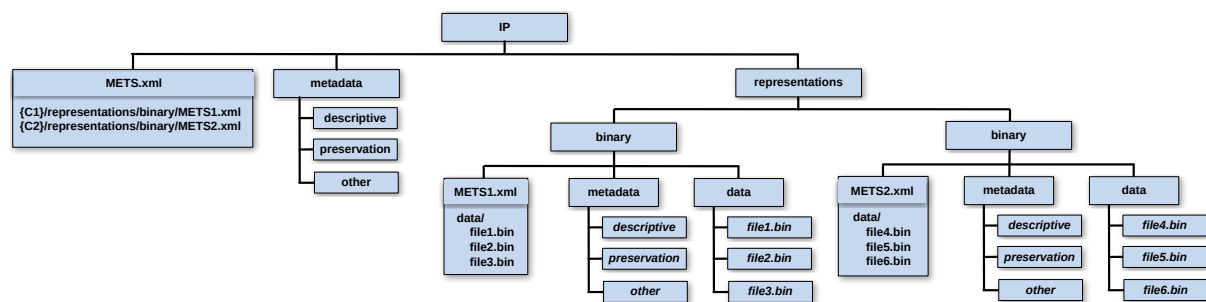 IP
METS.xml
{C1}/representations/binary/METS1.xml
{C2}/representations/binary/METS2.xml
metadata
descriptive
preservation
other
representations
binary
METS1.xml
data/
file1.bin
file2.bin
file3.bin
metadata
descriptive
preservation
other
data
file1.bin
file2.bin
file3.bin
binary
METS2.xml
data/
file4.bin
file5.bin
file6.bin
metadata
descriptive
preservation
other
data
file4.bin
file5.bin
file6.bin